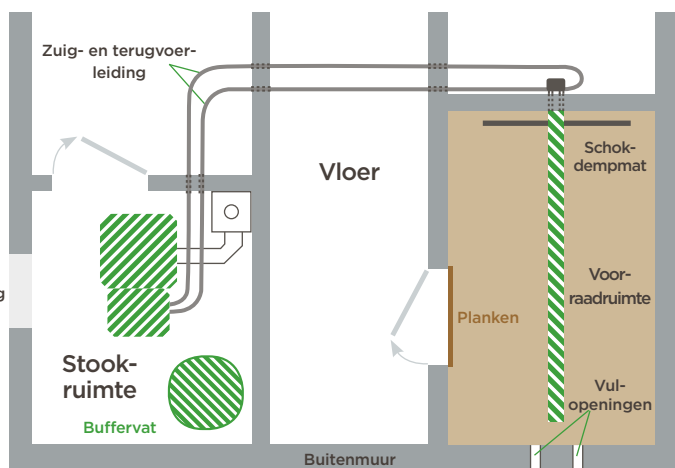 Zuig- en terugvoer-
leiding
Vloer
Schok-
dempmat
Voor-
raadruimte
Planken
Stook-
ruimte
Buffervat
Vul-
openingen
Buitenmuur